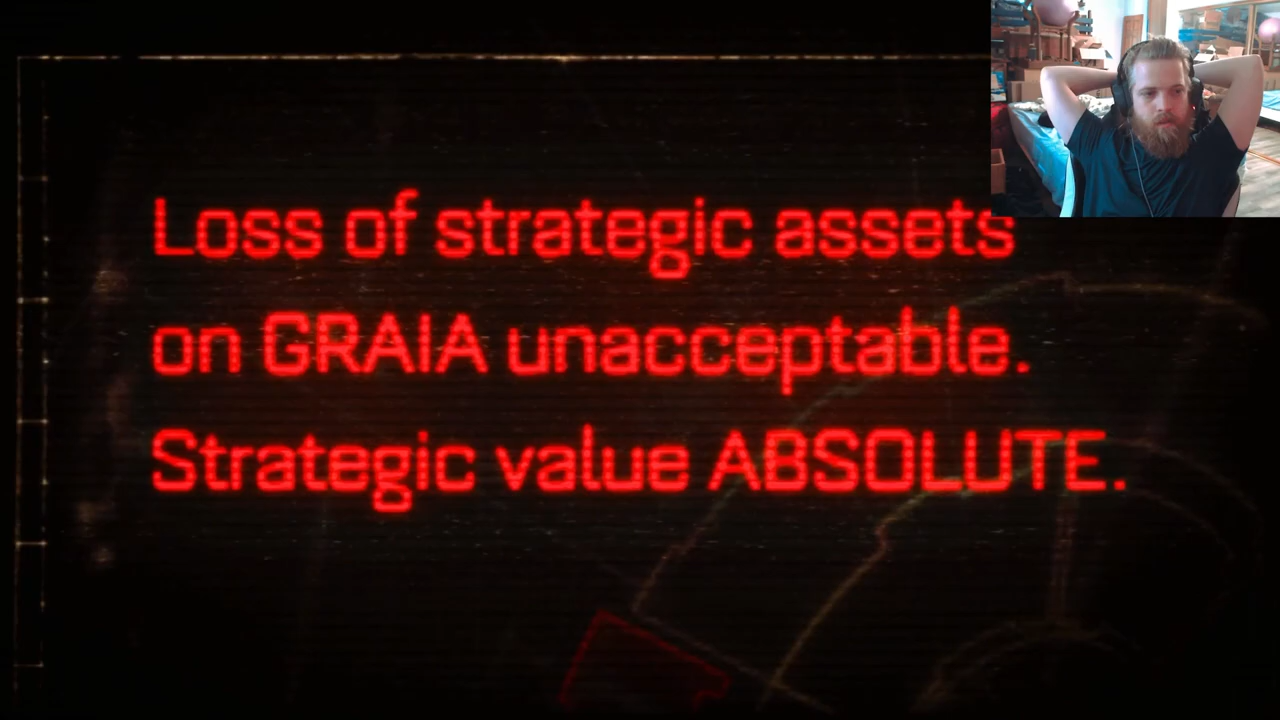 Loss of strategic assets
on GRAIA unacceptable.
Strategic value ABSOLUTE.